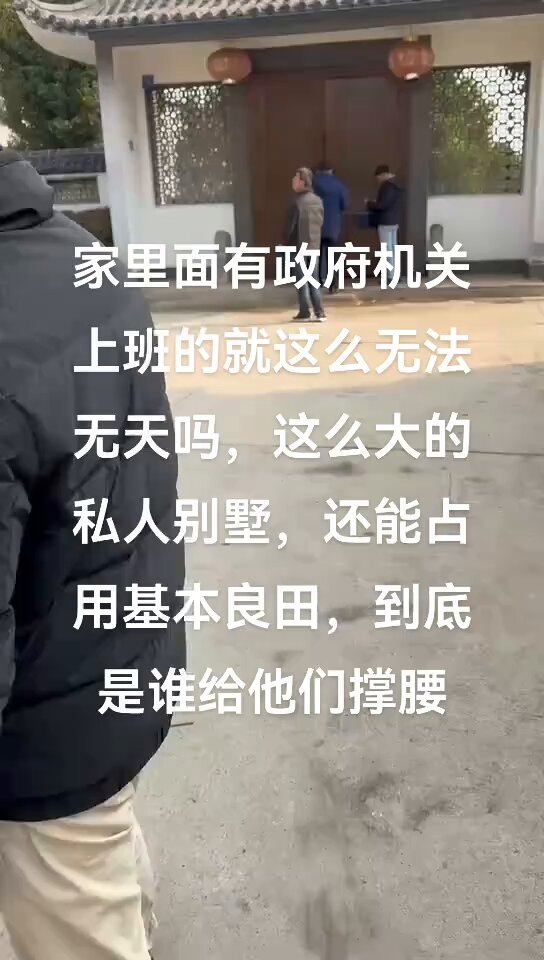 家里面有政府机关
上班的就这么无法
无天吗，这么大的
私人别墅，还能占
用基本良田，到底
是谁给他们撑腰